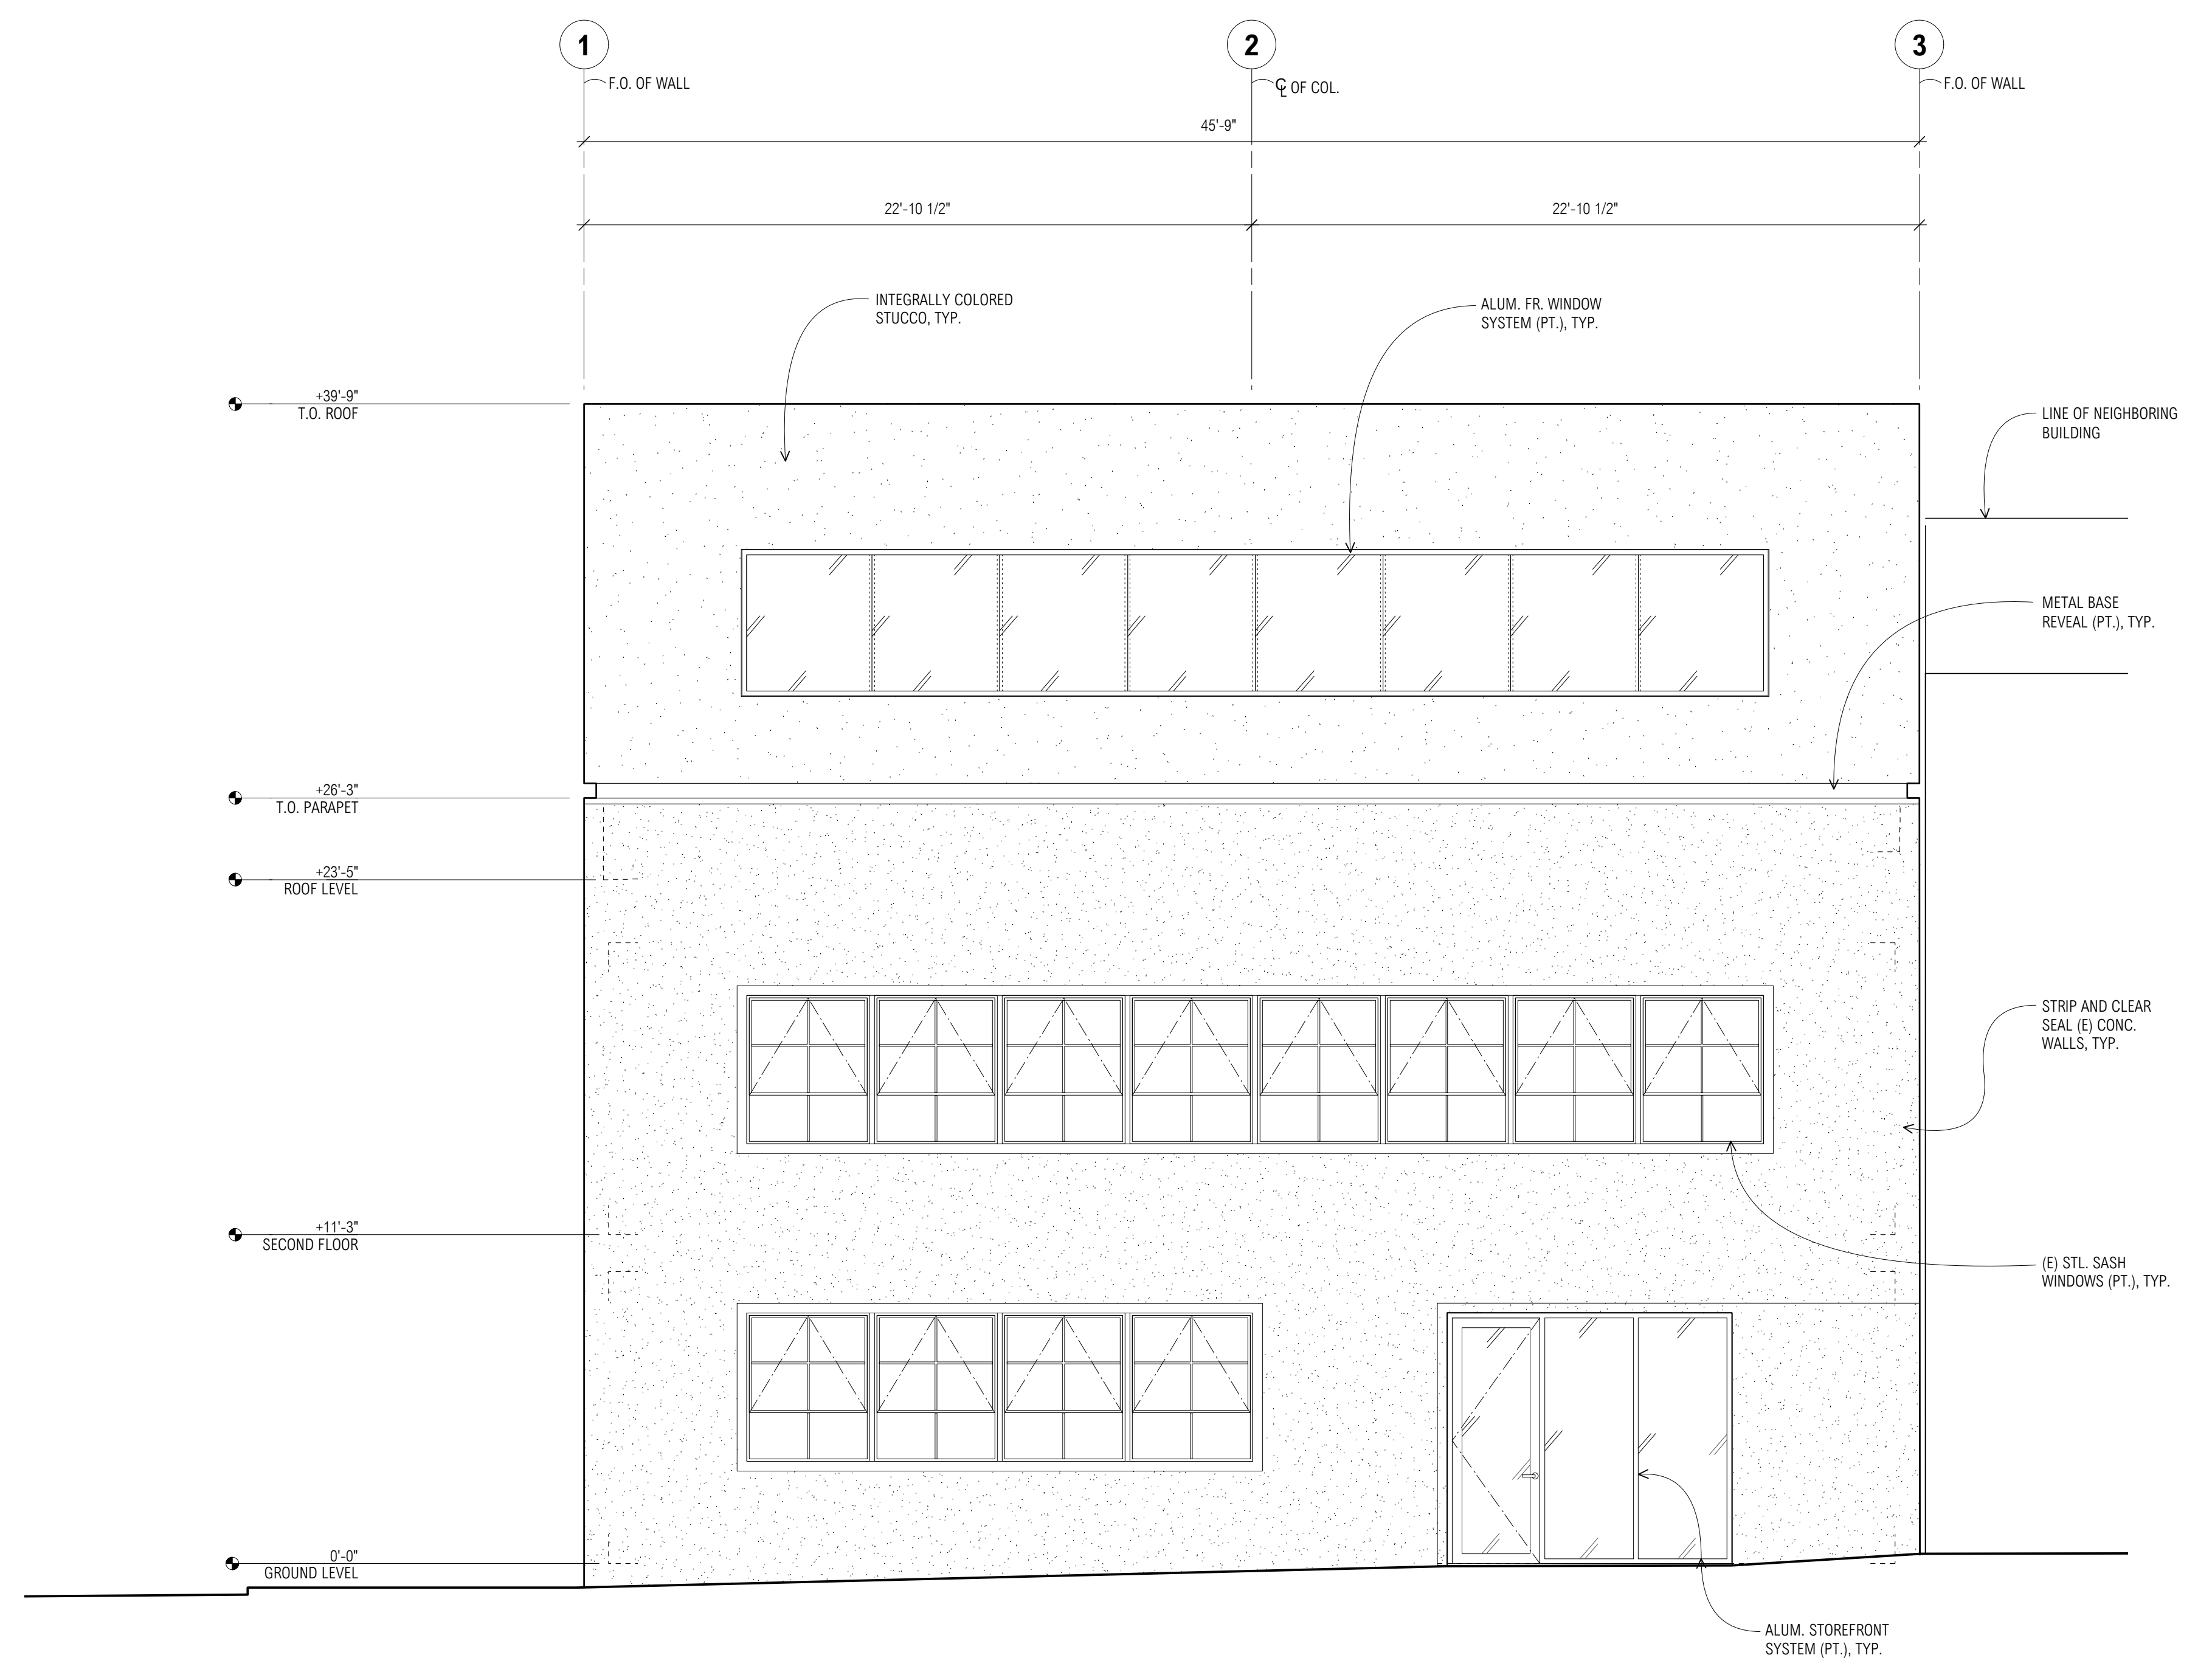 1
2
3
F.O. OF WALL
℄ OF COL.
F.O. OF WALL
45'-9"
22'-10 1/2"
22'-10 1/2"
INTEGRALLY COLORED
STUCCO, TYP.
ALUM. FR. WINDOW
SYSTEM (PT.), TYP.
+39'-9"
T.O. ROOF
LINE OF NEIGHBORING
BUILDING
METAL BASE
REVEAL (PT.), TYP.
+26'-3"
T.O. PARAPET
+23'-5"
ROOF LEVEL
STRIP AND CLEAR
SEAL (E) CONC.
WALLS, TYP.
+11'-3"
SECOND FLOOR
(E) STL. SASH
WINDOWS (PT.), TYP.
0'-0"
GROUND LEVEL
ALUM. STOREFRONT
SYSTEM (PT.), TYP.